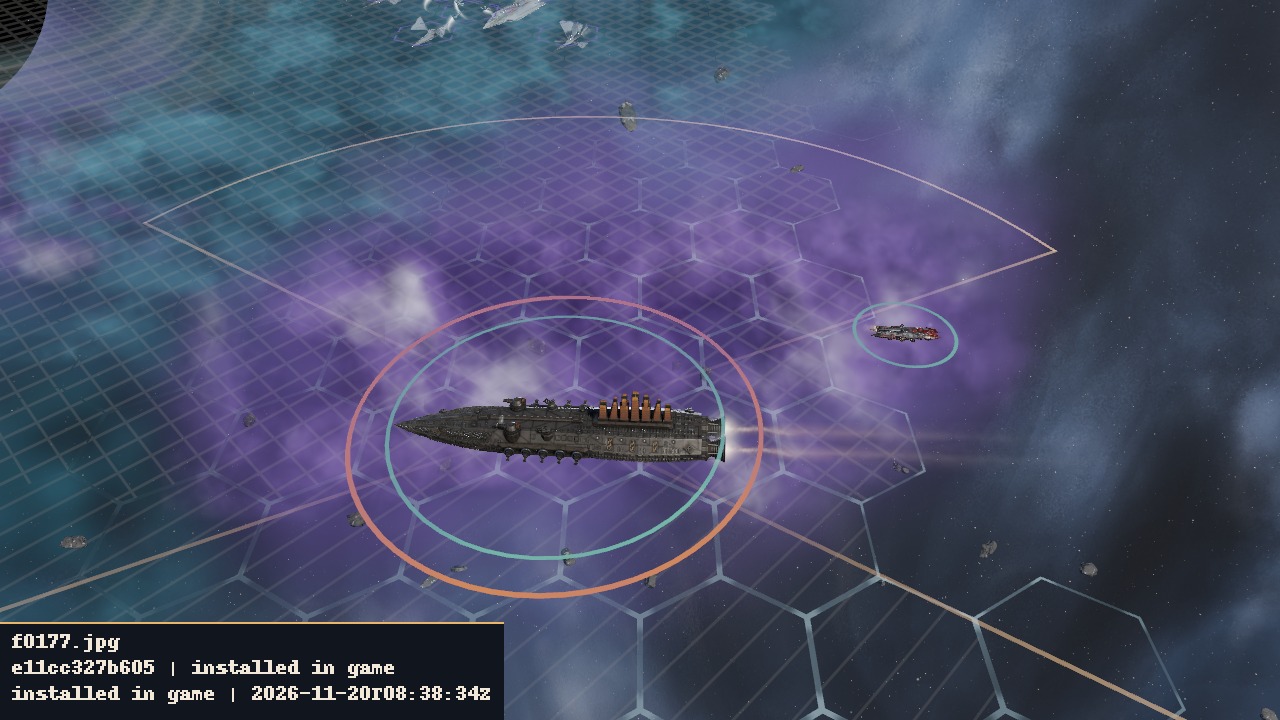 f0177.jpg
e11cc327b605 | installed in game
installed in game | 2026-11-20T08:38:34Z